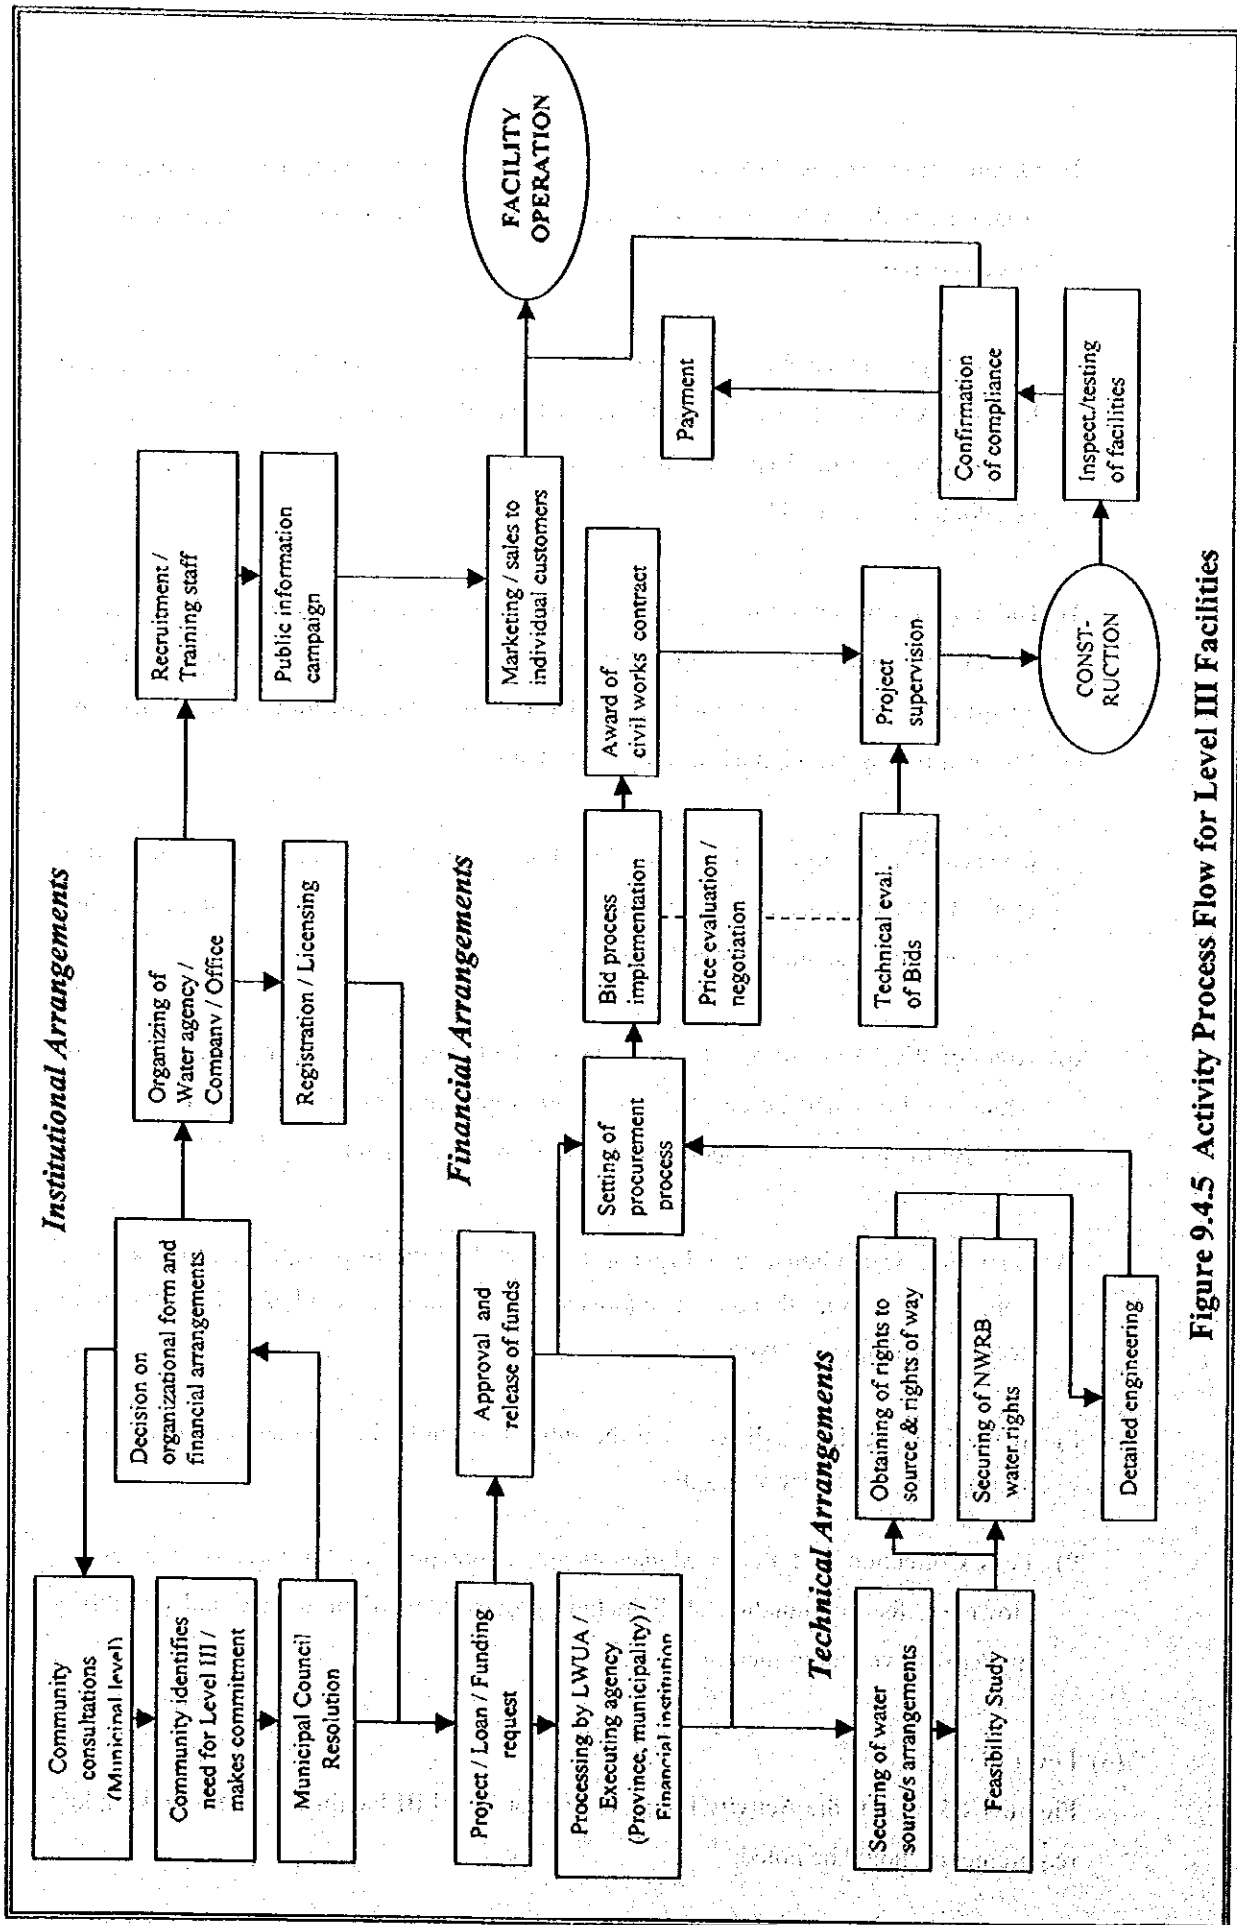 Institutional Arrangements
Community
consultations
(Municipal level)
Community identifies
need for Level III /
makes commitment
Municipal Council
Resolution
Decision on
organizational form and
financial arrangements
Organizing of
Water agency /
Company / Office
Registration / Licensing
Recruitment /
Training staff
Public information
campaign
Marketing / sales to
individual customers
FACILITY
OPERATION
Financial Arrangements
Project / Loan / Funding
request
Processing by LWUA /
Executing agency
(Province, municipality) /
Financial institution
Approval and
release of funds
Setting of
procurement
process
Bid process
implementation
Price evaluation /
negotiation
Award of
civil works contract
Payment
Technical Arrangements
Securing of water
source/s arrangements
Feasibility Study
Obtaining of rights to
source & rights of way
Securing of NWRB
water rights
Detailed engineering
Technical eval.
of Bids
Project
supervision
CONST-
RUCTION
Confirmation
of compliance
Inspect./testing
of facilities
Figure 9.4.5 Activity Process Flow for Level III Facilities